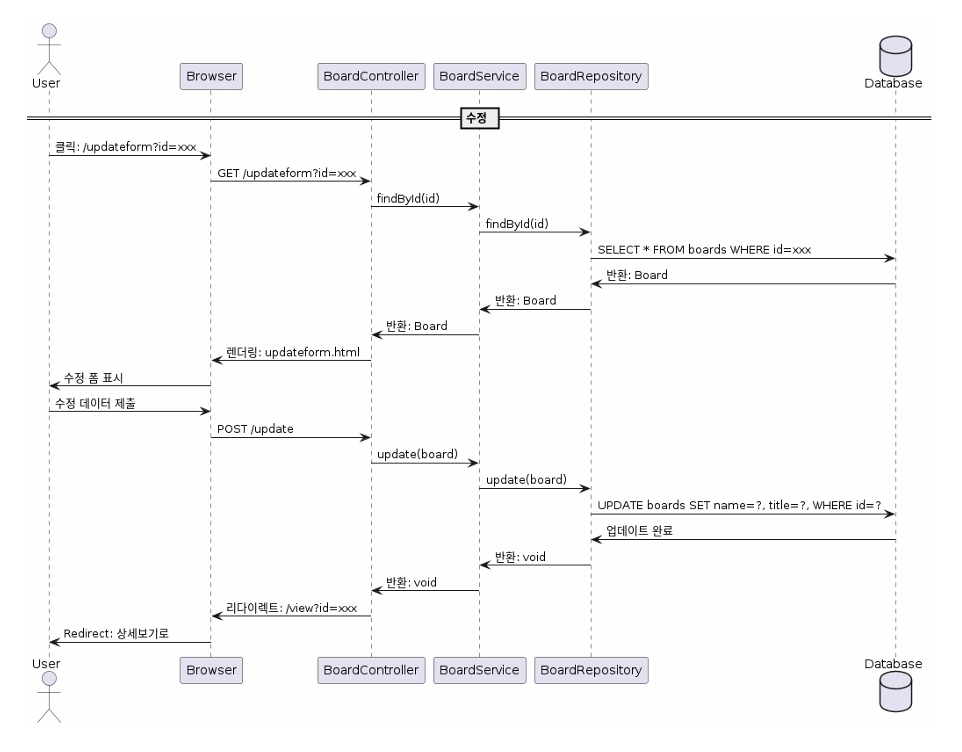 User
Browser
BoardController
BoardService
BoardRepository
Database
수정
클릭: /updateform?id=xxx
GET /updateform?id=xxx
findById(id)
findById(id)
SELECT * FROM boards WHERE id=xxx
반환: Board
반환: Board
반환: Board
렌더링: updateform.html
수정 폼 표시
수정 데이터 제출
POST /update
update(board)
update(board)
UPDATE boards SET name=?, title=?, WHERE id=?
업데이트 완료
반환: void
반환: void
리다이렉트: /view?id=xxx
Redirect: 상세보기로
User
Browser
BoardController
BoardService
BoardRepository
Database